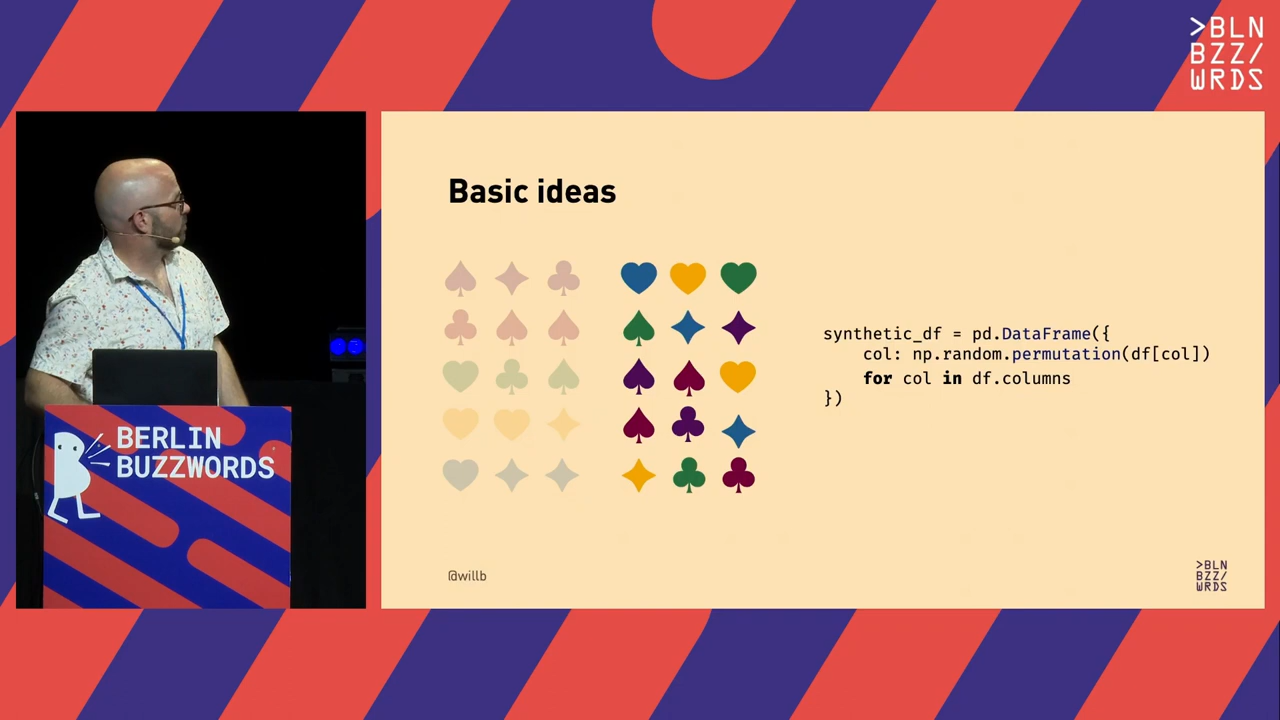 >BLN
BZZ/
WRDS
Basic ideas
synthetic_df = pd.DataFrame({
    col: np.random.permutation(df[col])
    for col in df.columns
})
BERLIN
BUZZWORDS
@willb
>BLN
BZZ/
WRDS